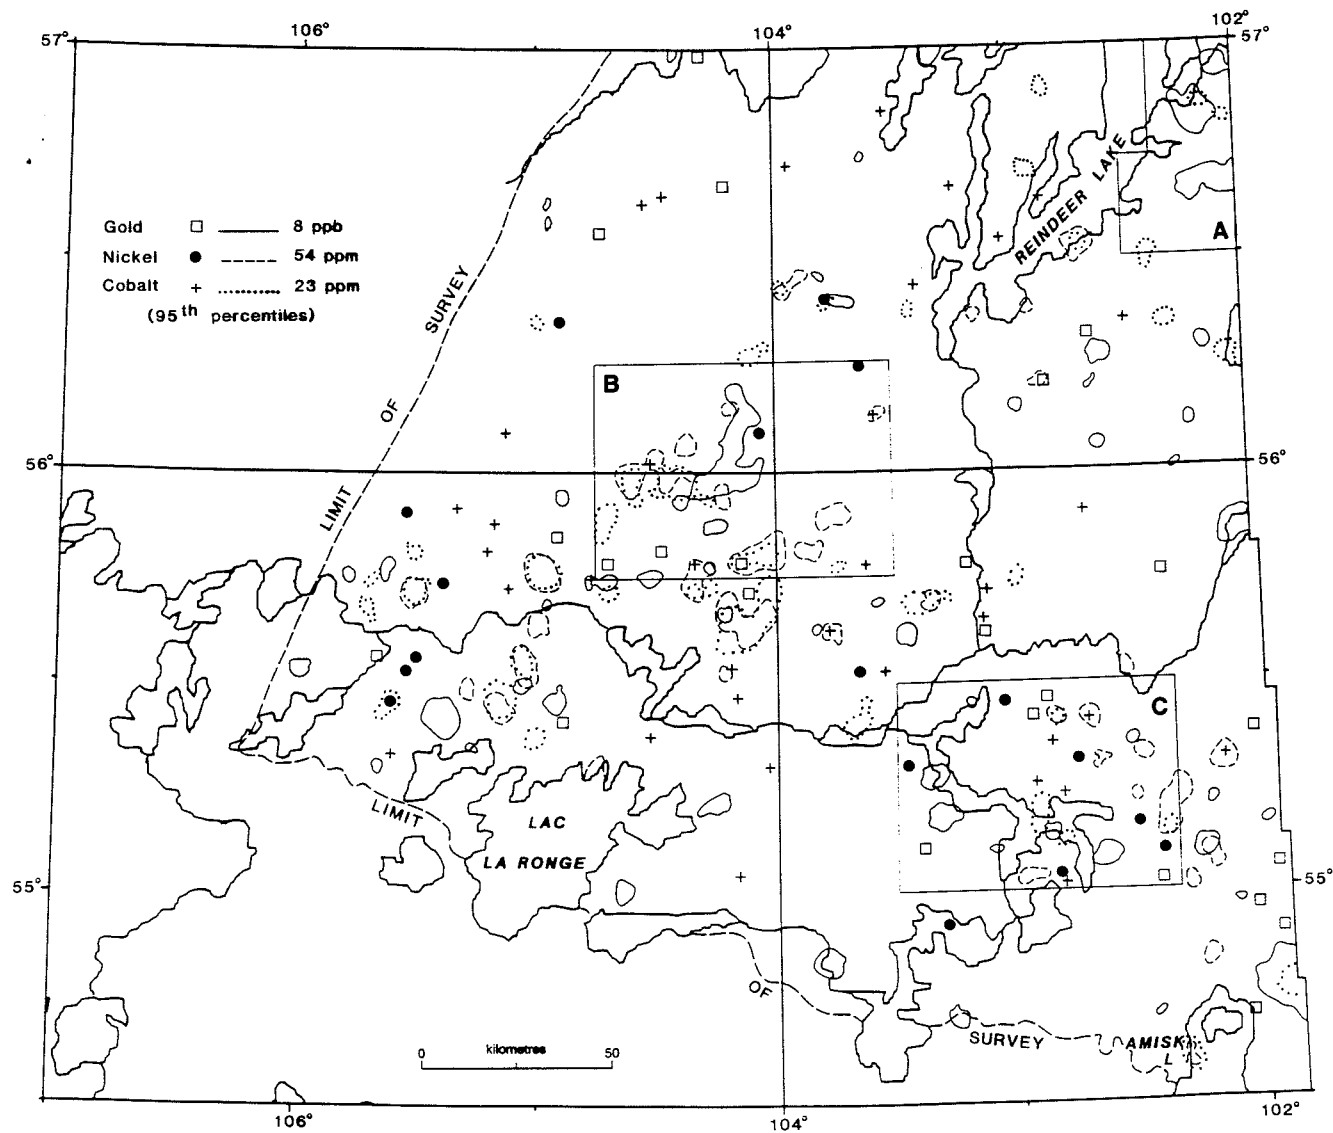 106° 104° 102°
57° 57°
Gold 8 ppb
Nickel 54 ppm
Cobalt + 23 ppm
(95th percentiles)
REINDEER LAKE
A
LIMIT OF SURVEY
B
56° 56°
C
LIMIT
LAC
LA RONGE
55° 55°
OF
SURVEY
AMISK
L
0 kilometres 50
106° 104° 102°